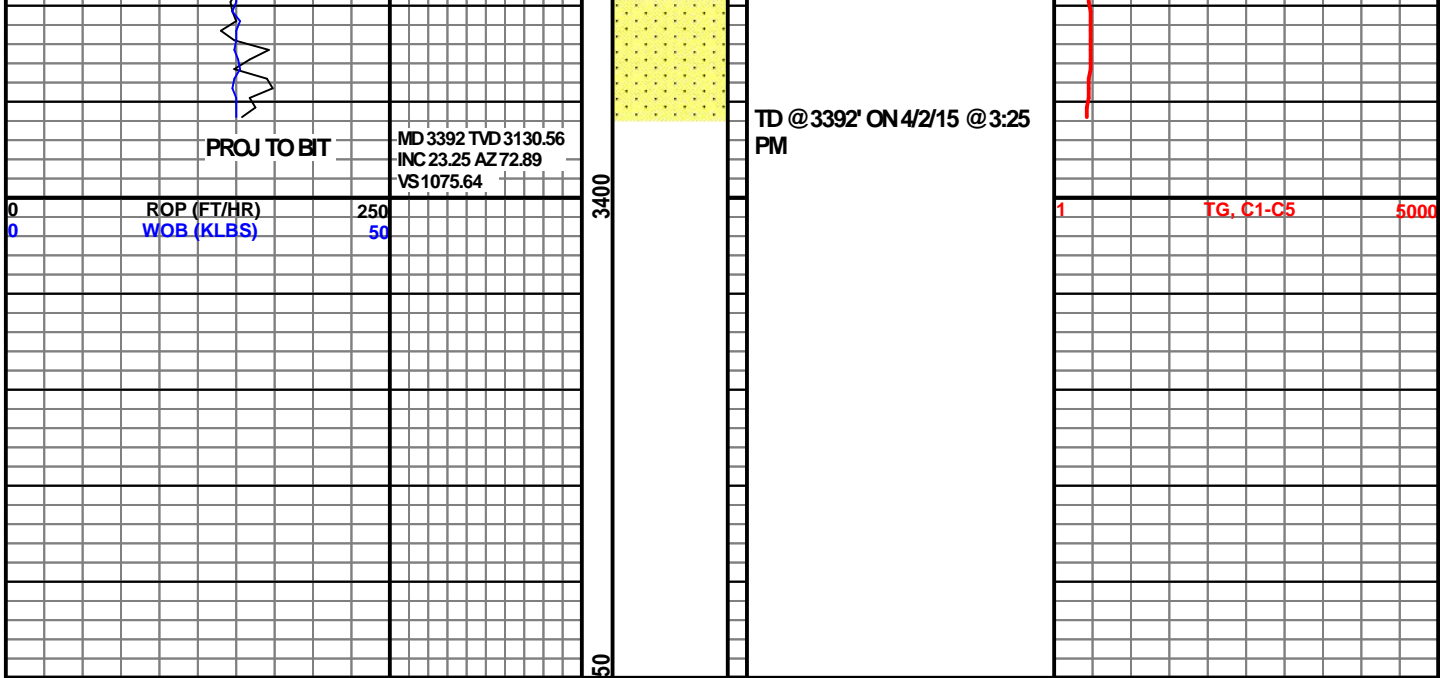 PROJ TO BIT
MD 3392 TVD 3130.56
INC 23.25 AZ 72.89
VS 1075.64
TD @ 3392' ON 4/2/15 @ 3:25
PM
3400
0 ROP (FT/HR) 250
0 WOB (KLBS) 50
1 TG, C1-C5 5000
50